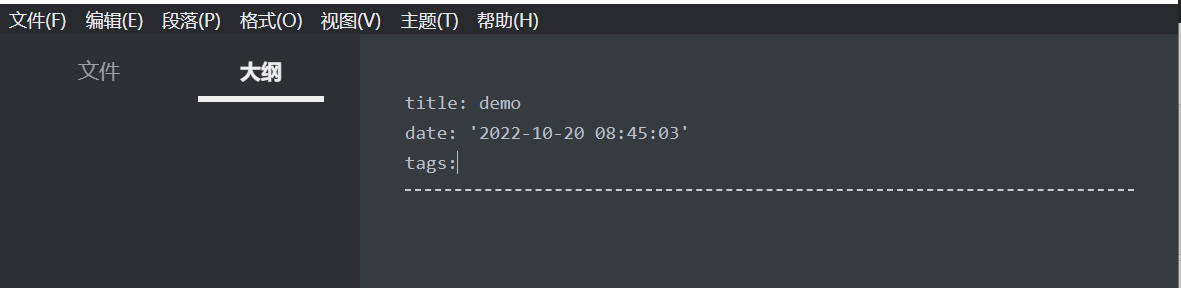 文件(F) 编辑(E) 段落(P) 格式(O) 视图(V) 主题(T) 帮助(H)
文件 大纲
title: demo
date: '2022-10-20 08:45:03'
tags: